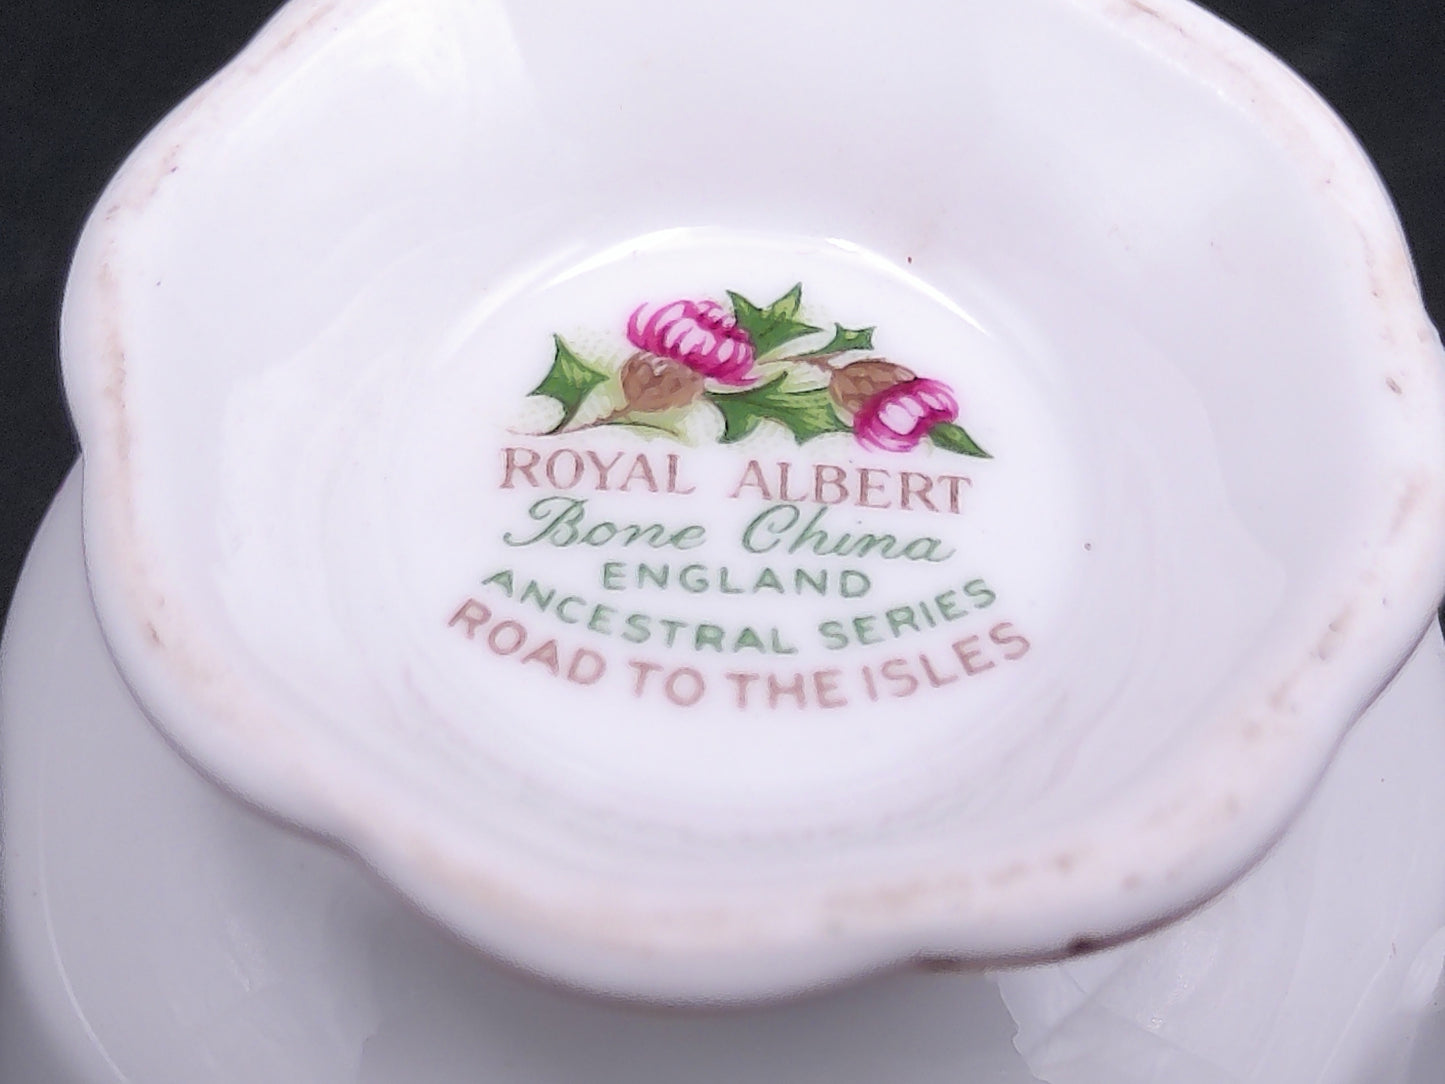 ROYAL ALBERT
Bone China
ENGLAND
ANCESTRAL SERIES
ROAD TO THE ISLES